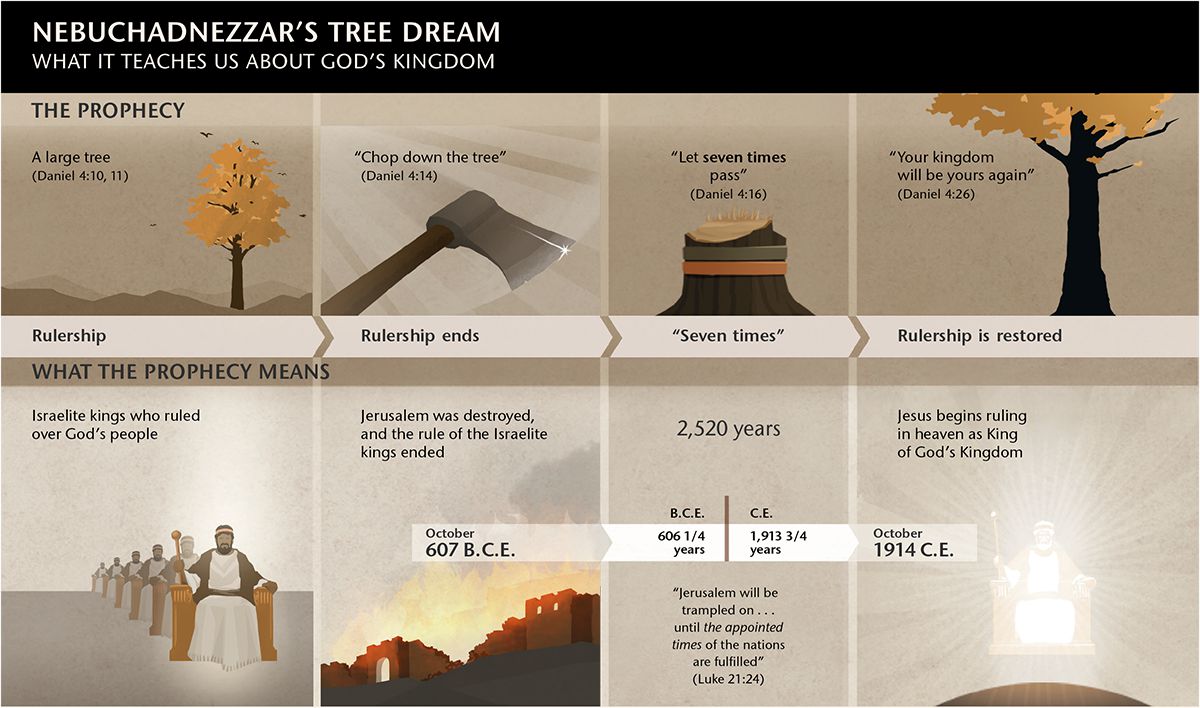 NEBUCHADNEZZAR’S TREE DREAM
WHAT IT TEACHES US ABOUT GOD’S KINGDOM
THE PROPHECY
A large tree
(Daniel 4:10, 11)
“Chop down the tree”
(Daniel 4:14)
“Let seven times
pass”
(Daniel 4:16)
“Your kingdom
will be yours again”
(Daniel 4:26)
Rulership
Rulership ends
“Seven times”
Rulership is restored
WHAT THE PROPHECY MEANS
Israelite kings who ruled
over God’s people
Jerusalem was destroyed,
and the rule of the Israelite
kings ended
2,520 years
Jesus begins ruling
in heaven as King
of God’s Kingdom
October
607 B.C.E.
B.C.E.
606 1/4
years
C.E.
1,913 3/4
years
October
1914 C.E.
“Jerusalem will be
trampled on . . .
until the appointed
times of the nations
are fulfilled”
(Luke 21:24)